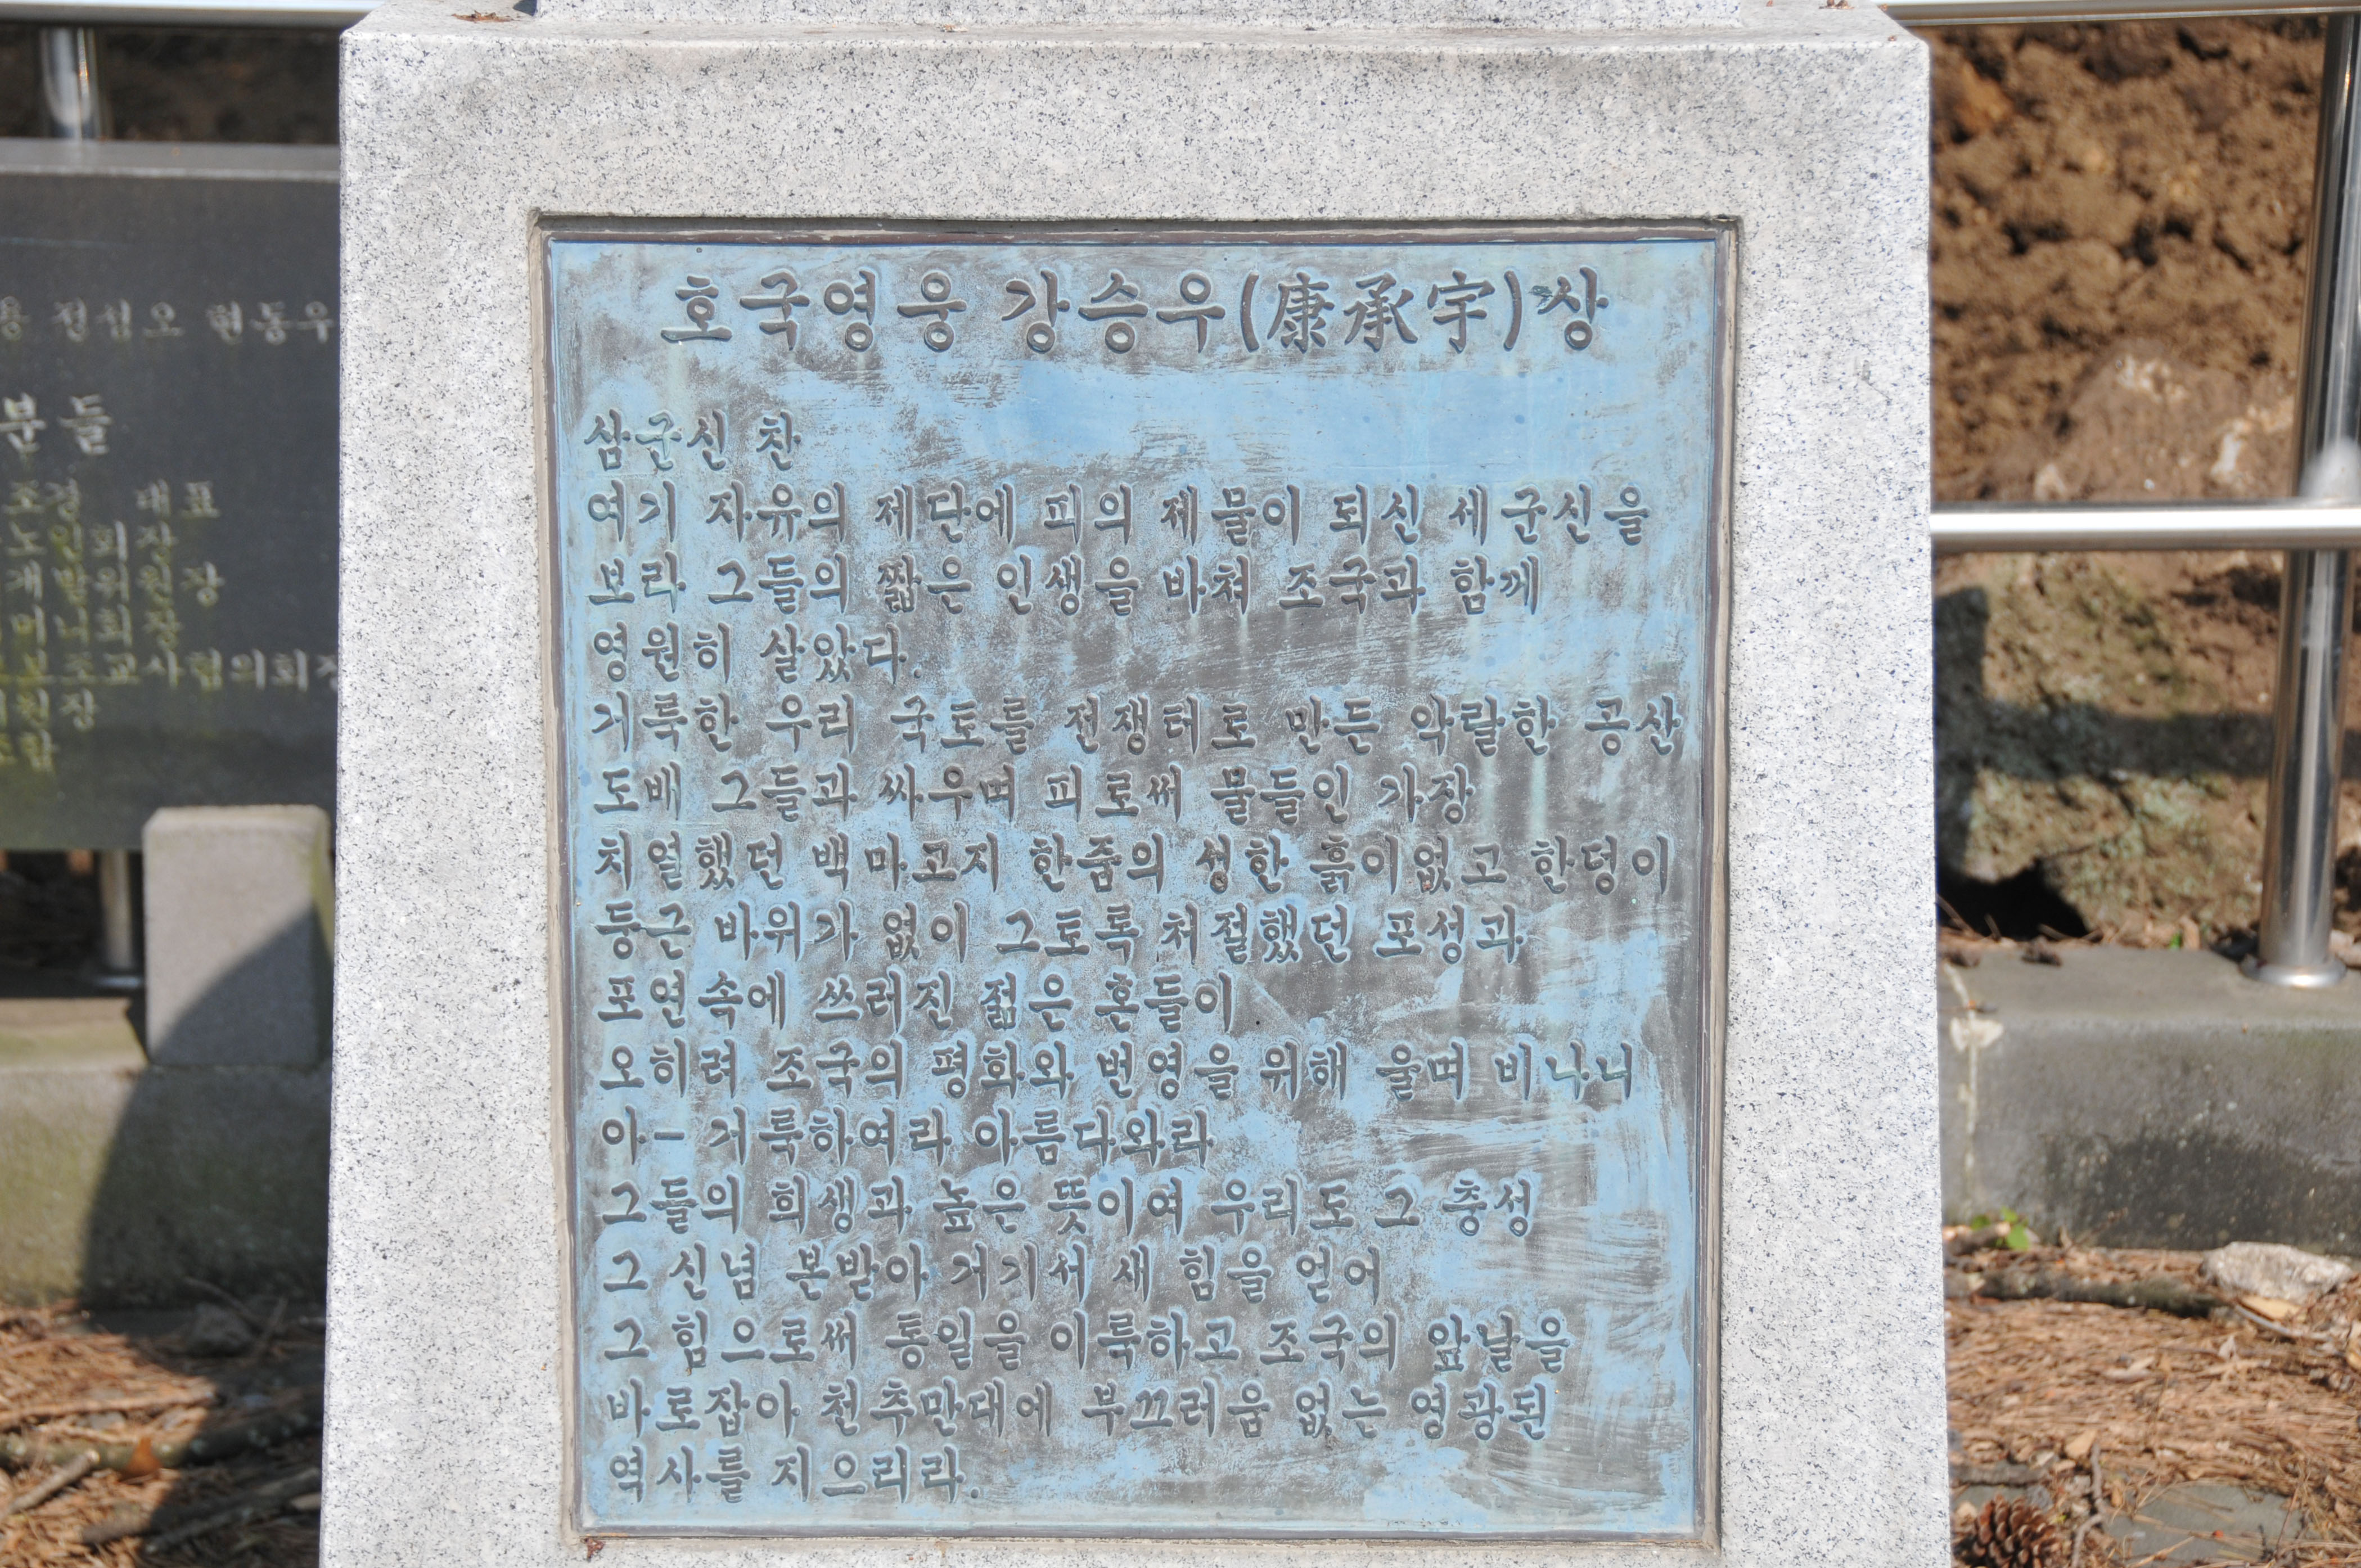 호국영웅 강승우(康承宇)상
삼군신 찬
여기 자유의 제단에 피의 제물이 되신 세군신을
보라 그들의 짧은 인생을 바쳐 조국과 함께
영원히 살았다.
거룩한 우리 국토를 전쟁터로 만든 악랄한 공산
도배 그들과 싸우며 피로써 물들인 가장
치열했던 백마고지 한줌의 성한 흙이없고 한덩이
둥근 바위가 없이 그토록 처절했던 포성과
포연속에 쓰러진 젊은 혼들이
오히려 조국의 평화와 번영을 위해 울며 비나니
아- 거룩하여라 아름다와라
그들의 희생과 높은 뜻이여 우리도 그 충성
그 신념 본받아 거기서 새 힘을 얻어
그 힘으로써 통일을 이룩하고 조국의 앞날을
바로잡아 천추만대에 부끄러움 없는 영광된
역사를 지으리라.
전섭오 현동우
분들
대표
회장